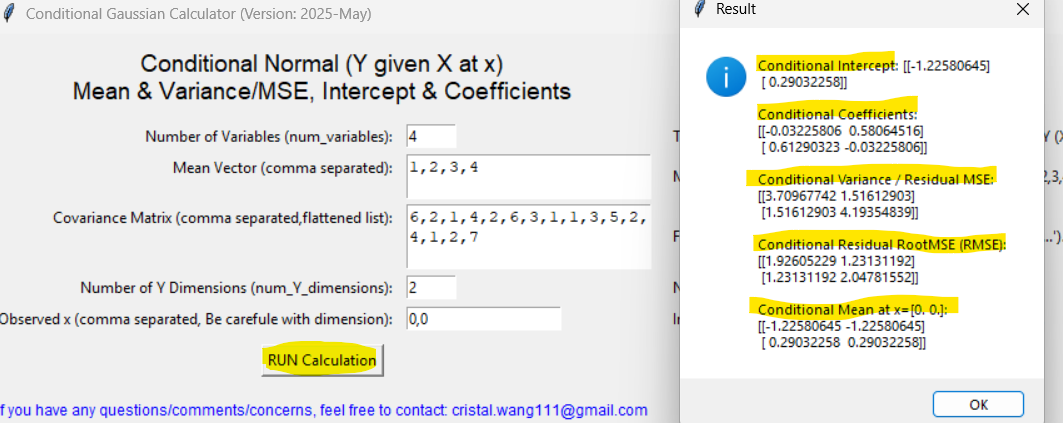 Conditional Gaussian Calculator (Version: 2025-May)
Conditional Normal (Y given X at x)
Mean & Variance/MSE, Intercept & Coefficients
Number of Variables (num_variables): 4
Mean Vector (comma separated): 1,2,3,4
Covariance Matrix (comma separated,flattened list): 6,2,1,4,2,6,3,1,1,3,5,2,
4,1,2,7
Number of Y Dimensions (num_Y_dimensions): 2
Observed x (comma separated, Be carefule with dimension): 0,0
RUN Calculation
f you have any questions/comments/concerns, feel free to contact: cristal.wang111@gmail.com
Result
Conditional Intercept: [[-1.22580645]
[ 0.29032258]]
Conditional Coefficients:
[[-0.03225806 0.58064516]
[ 0.61290323 -0.03225806]]
Conditional Variance / Residual MSE:
[[3.70967742 1.51612903]
[1.51612903 4.19354839]]
Conditional Residual RootMSE (RMSE):
[[1.92605229 1.23131192]
[1.23131192 2.04781552]]
Conditional Mean at x=[0. 0.]:
[[-1.22580645 -1.22580645]
[ 0.29032258 0.29032258]]
OK